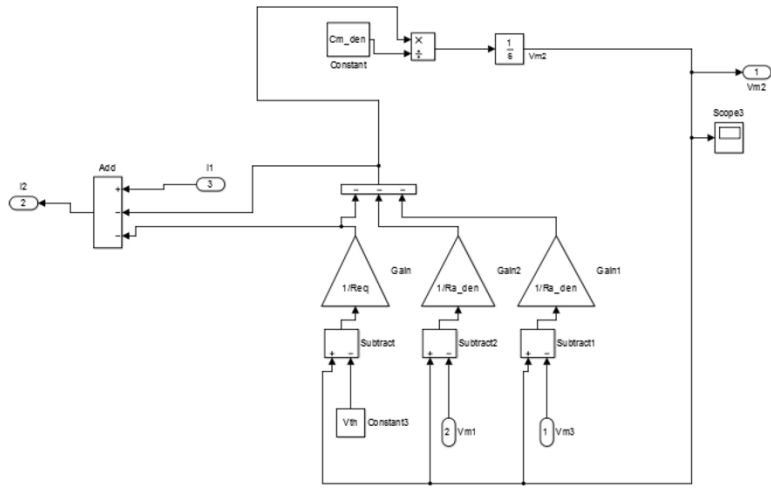 Cm_den
Constant
×
÷
1
s
Vm2
1
Vm2
Scope3
Add
I1
3
I2
2
+
−
−
− − −
Gain
Gain2
Gain1
1/Req
1/Ra_den
1/Ra_den
Subtract
Subtract2
Subtract1
+ −
+ −
+ −
Vth
Constant3
2
Vm1
1
Vm3